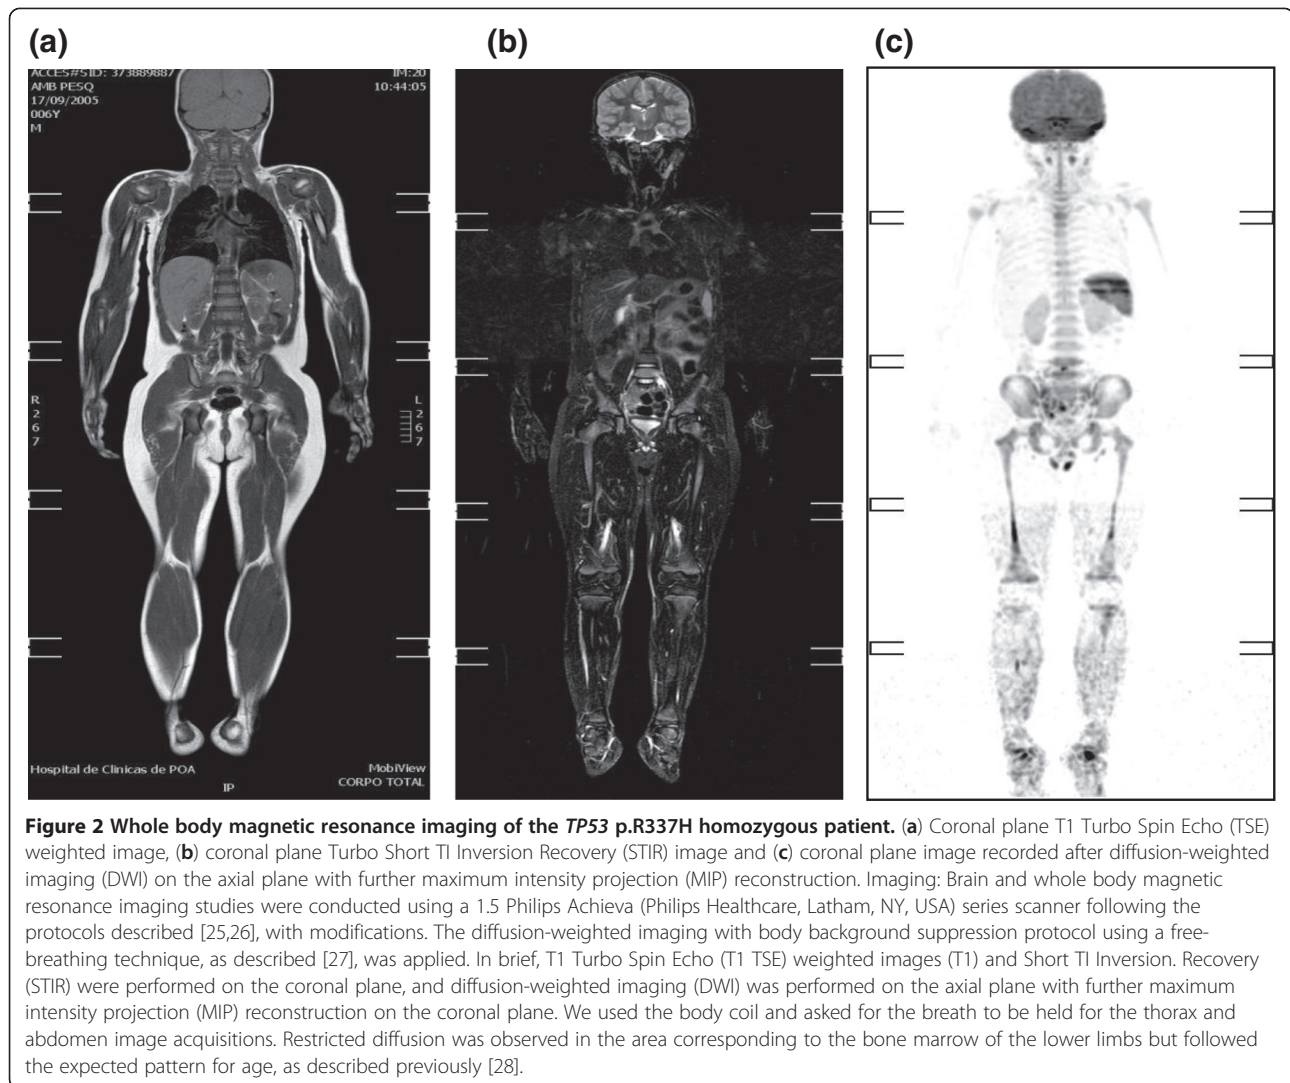 (a)
(b)
(c)
ACCES#SID: 373889887
IM:20
AMB PESQ
10:44:05
17/09/2005
006Y
M
R
L
2
2
6
6
7
7
Hospital de Clinicas de POA
MobiView
IP
CORPO TOTAL
Figure 2 Whole body magnetic resonance imaging of the TP53 p.R337H homozygous patient. (a) Coronal plane T1 Turbo Spin Echo (TSE)
weighted image, (b) coronal plane Turbo Short TI Inversion Recovery (STIR) image and (c) coronal plane image recorded after diffusion-weighted
imaging (DWI) on the axial plane with further maximum intensity projection (MIP) reconstruction. Imaging: Brain and whole body magnetic
resonance imaging studies were conducted using a 1.5 Philips Achieva (Philips Healthcare, Latham, NY, USA) series scanner following the
protocols described [25,26], with modifications. The diffusion-weighted imaging with body background suppression protocol using a free-
breathing technique, as described [27], was applied. In brief, T1 Turbo Spin Echo (T1 TSE) weighted images (T1) and Short TI Inversion. Recovery
(STIR) were performed on the coronal plane, and diffusion-weighted imaging (DWI) was performed on the axial plane with further maximum
intensity projection (MIP) reconstruction on the coronal plane. We used the body coil and asked for the breath to be held for the thorax and
abdomen image acquisitions. Restricted diffusion was observed in the area corresponding to the bone marrow of the lower limbs but followed
the expected pattern for age, as described previously [28].